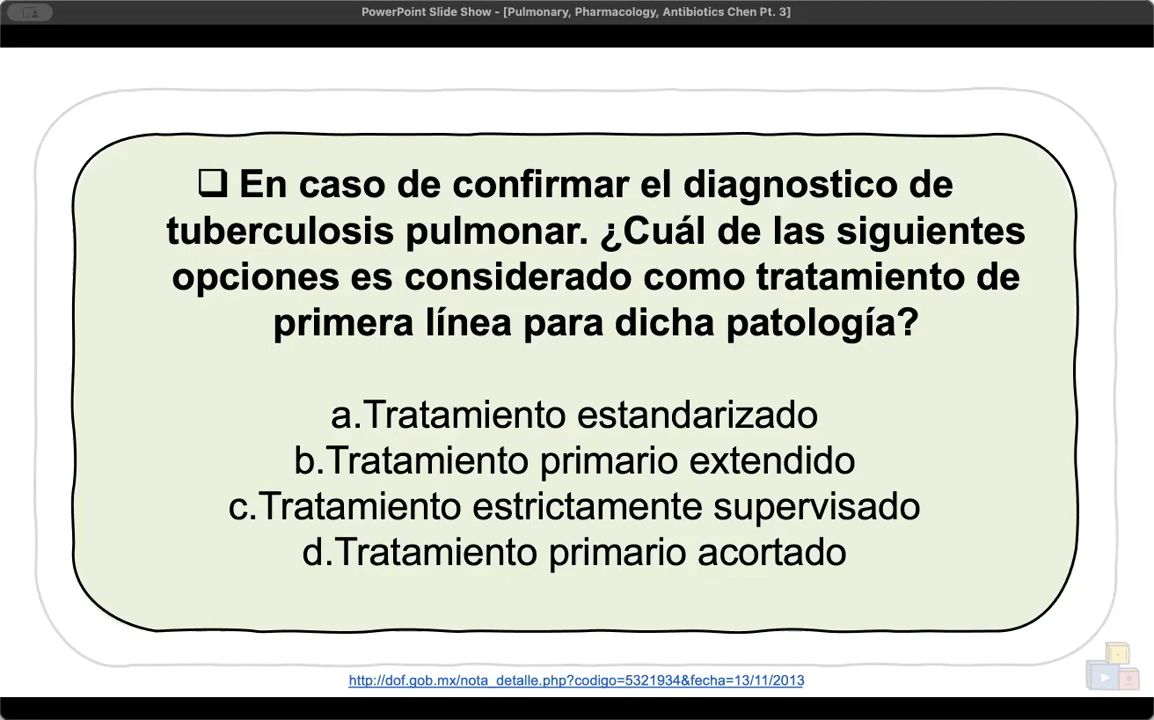 PowerPoint Slide Show - [Pulmonary, Pharmacology, Antibiotics Chen Pt. 3]
❑ En caso de confirmar el diagnostico de
tuberculosis pulmonar. ¿Cuál de las siguientes
opciones es considerado como tratamiento de
primera línea para dicha patología?
a.Tratamiento estandarizado
b.Tratamiento primario extendido
c.Tratamiento estrictamente supervisado
d.Tratamiento primario acortado
http://dof.gob.mx/nota_detalle.php?codigo=5321934&fecha=13/11/2013